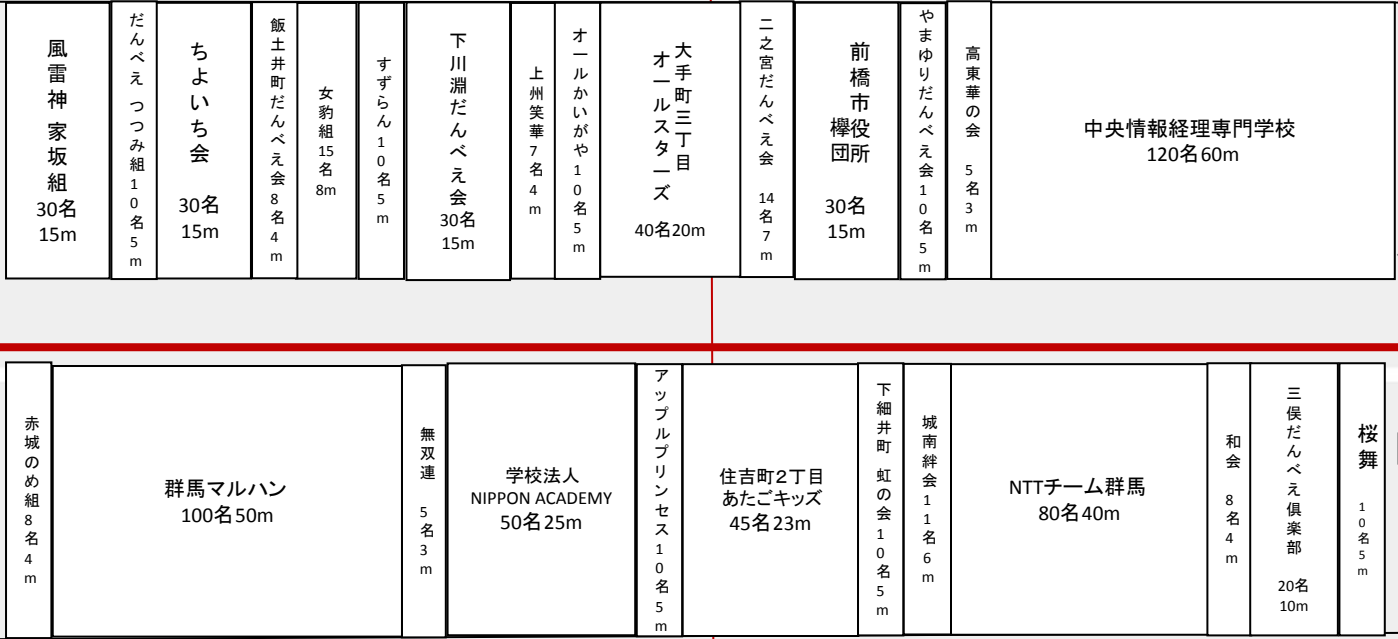 風雷神 家坂組
30名
15m
だんべえ つつみ組10名5m
ちよいち会
30名
15m
飯土井町だんべえ会8名4m
女豹組15名
8m
すずらん10名5m
下川淵だんべえ会
30名
15m
上州笑華7名4m
オールかいがや10名5m
大手町三丁目
オールスターズ
40名20m
二之宮だんべえ会 14名7m
前橋市役所
欅団
30名
15m
やまゆりだんべえ会10名5m
高東華の会 5名3m
中央情報経理専門学校
120名60m
赤城のめ組8名4m
群馬マルハン
100名50m
無双連 5名3m
学校法人
NIPPON ACADEMY
50名25m
アップルプリンセス10名5m
住吉町2丁目
あたごキッズ
45名23m
下細井町 虹の会10名5m
城南絆会11名6m
NTTチーム群馬
80名40m
和会 8名4m
三俣だんべえ倶楽部
20名
10m
桜舞 10名5m